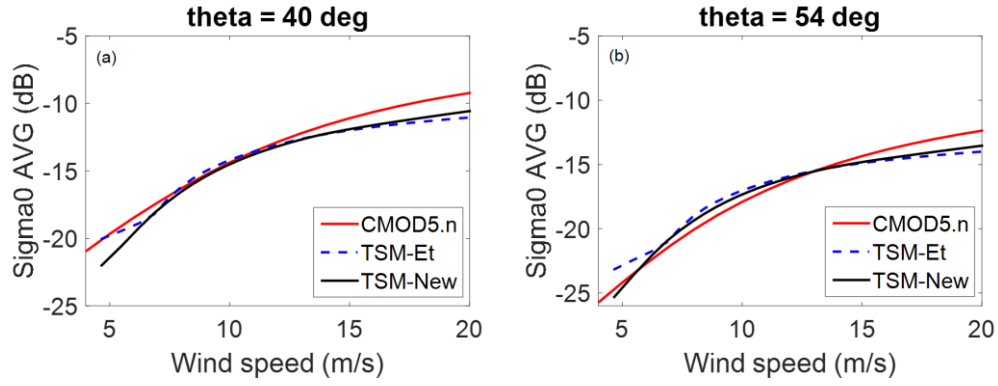 theta = 40 deg
(a)
Sigma0 AVG (dB)
-5
-10
-15
-20
-25
CMOD5.n
TSM-Et
TSM-New
5
10
15
20
Wind speed (m/s)
theta = 54 deg
(b)
Sigma0 AVG (dB)
-5
-10
-15
-20
-25
CMOD5.n
TSM-Et
TSM-New
5
10
15
20
Wind speed (m/s)